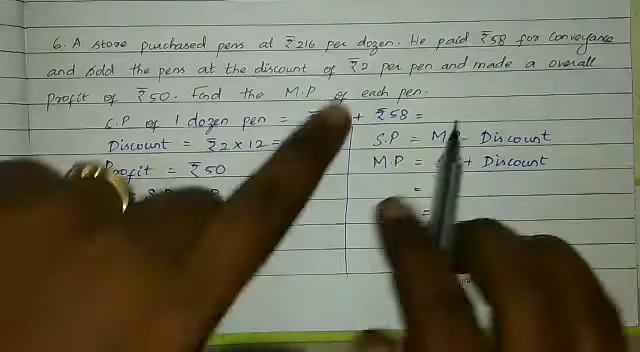 6. A store purchased pens at ₹216 per dozen. He paid ₹58 for conveyance
and sold the pens at the discount of ₹2 per pen and made a overall
profit of ₹50. Find the M.P of each pen.
C.P of 1 dozen pen = + ₹58 =
Discount = ₹2 × 12 =
Profit = ₹50
S.P = Discount
M.P = + Discount
=
=